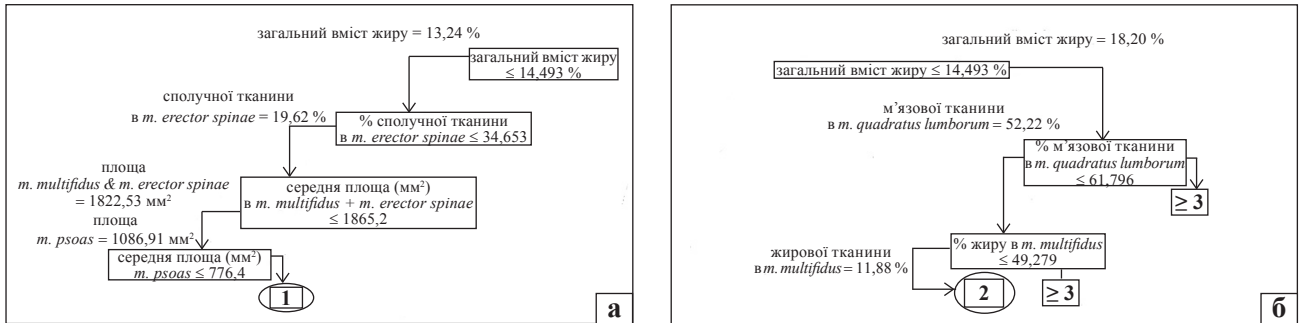 загальний вміст жиру = 13,24 %
загальний вміст жиру
≤ 14,493 %
сполучної тканини
в m. erector spinae = 19,62 %
% сполучної тканини
в m. erector spinae ≤ 34,653
площа
m. multifidus & m. erector spinae
= 1822,53 мм²
середня площа (мм²)
в m. multifidus + m. erector spinae
≤ 1865,2
площа
m. psoas = 1086,91 мм²
середня площа (мм²)
m. psoas ≤ 776,4
1
а
загальний вміст жиру = 18,20 %
загальний вміст жиру ≤ 14,493 %
м’язової тканини
в m. quadratus lumborum = 52,22 %
% м’язової тканини
в m. quadratus lumborum
≤ 61,796
≥ 3
% жиру в m. multifidus
≤ 49,279
жирової тканини
в m. multifidus = 11,88 %
2
≥ 3
б